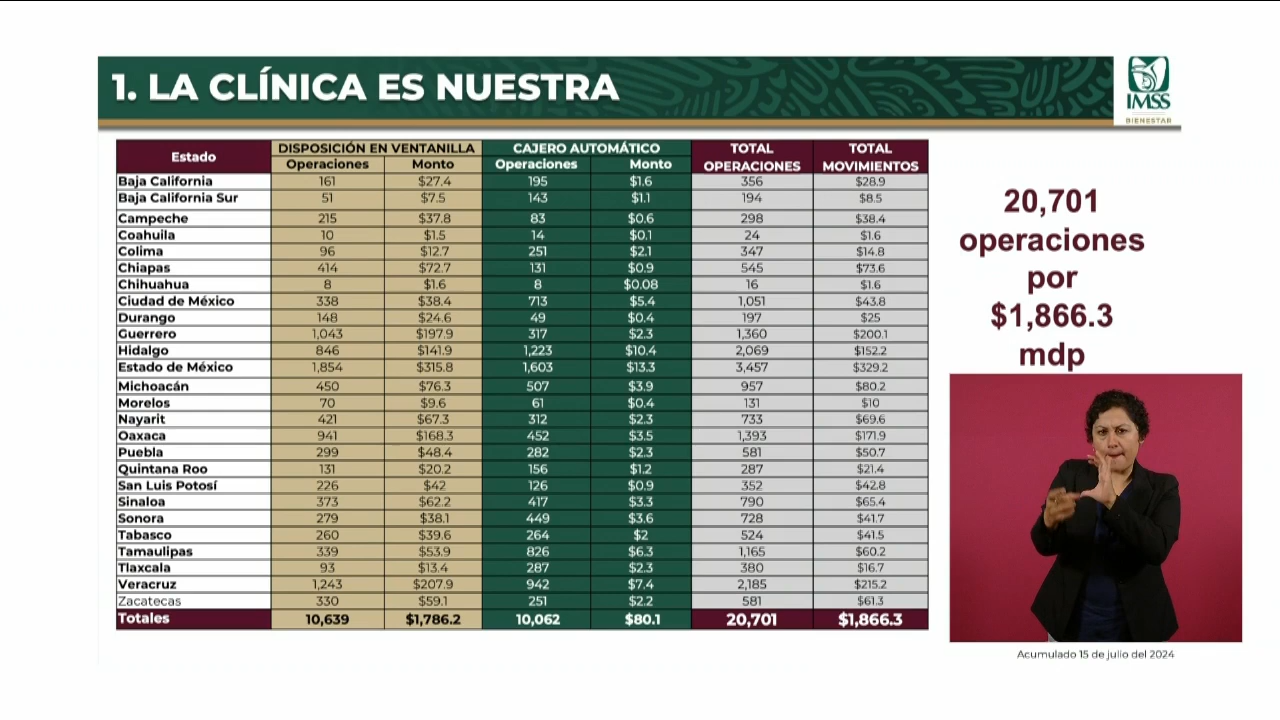 1. LA CLÍNICA ES NUESTRA
IMSS
BIENESTAR
Estado DISPOSICIÓN EN VENTANILLA CAJERO AUTOMÁTICO TOTAL OPERACIONES TOTAL MOVIMIENTOS
Operaciones Monto Operaciones Monto
Baja California 161 $27.4 195 $1.6 356 $28.9
Baja California Sur 51 $7.5 143 $1.1 194 $8.5
Campeche 215 $37.8 83 $0.6 298 $38.4
Coahuila 10 $1.5 14 $0.1 24 $1.6
Colima 96 $12.7 251 $2.1 347 $14.8
Chiapas 414 $72.7 131 $0.9 545 $73.6
Chihuahua 8 $1.6 8 $0.08 16 $1.6
Ciudad de México 338 $38.4 713 $5.4 1,051 $43.8
Durango 148 $24.6 49 $0.4 197 $25
Guerrero 1,043 $197.9 317 $2.3 1,360 $200.1
Hidalgo 846 $141.9 1,223 $10.4 2,069 $152.2
Estado de México 1,854 $315.8 1,603 $13.3 3,457 $329.2
Michoacán 450 $76.3 507 $3.9 957 $80.2
Morelos 70 $9.6 61 $0.4 131 $10
Nayarit 421 $67.3 312 $2.3 733 $69.6
Oaxaca 941 $168.3 452 $3.5 1,393 $171.9
Puebla 299 $48.4 282 $2.3 581 $50.7
Quintana Roo 131 $20.2 156 $1.2 287 $21.4
San Luis Potosí 226 $42 126 $0.9 352 $42.8
Sinaloa 373 $62.2 417 $3.3 790 $65.4
Sonora 279 $38.1 449 $3.6 728 $41.7
Tabasco 260 $39.6 264 $2 524 $41.5
Tamaulipas 339 $53.9 826 $6.3 1,165 $60.2
Tlaxcala 93 $13.4 287 $2.3 380 $16.7
Veracruz 1,243 $207.9 942 $7.4 2,185 $215.2
Zacatecas 330 $59.1 251 $2.2 581 $61.3
Totales 10,639 $1,786.2 10,062 $80.1 20,701 $1,866.3
20,701
operaciones
por
$1,866.3
mdp
Acumulado 15 de julio del 2024